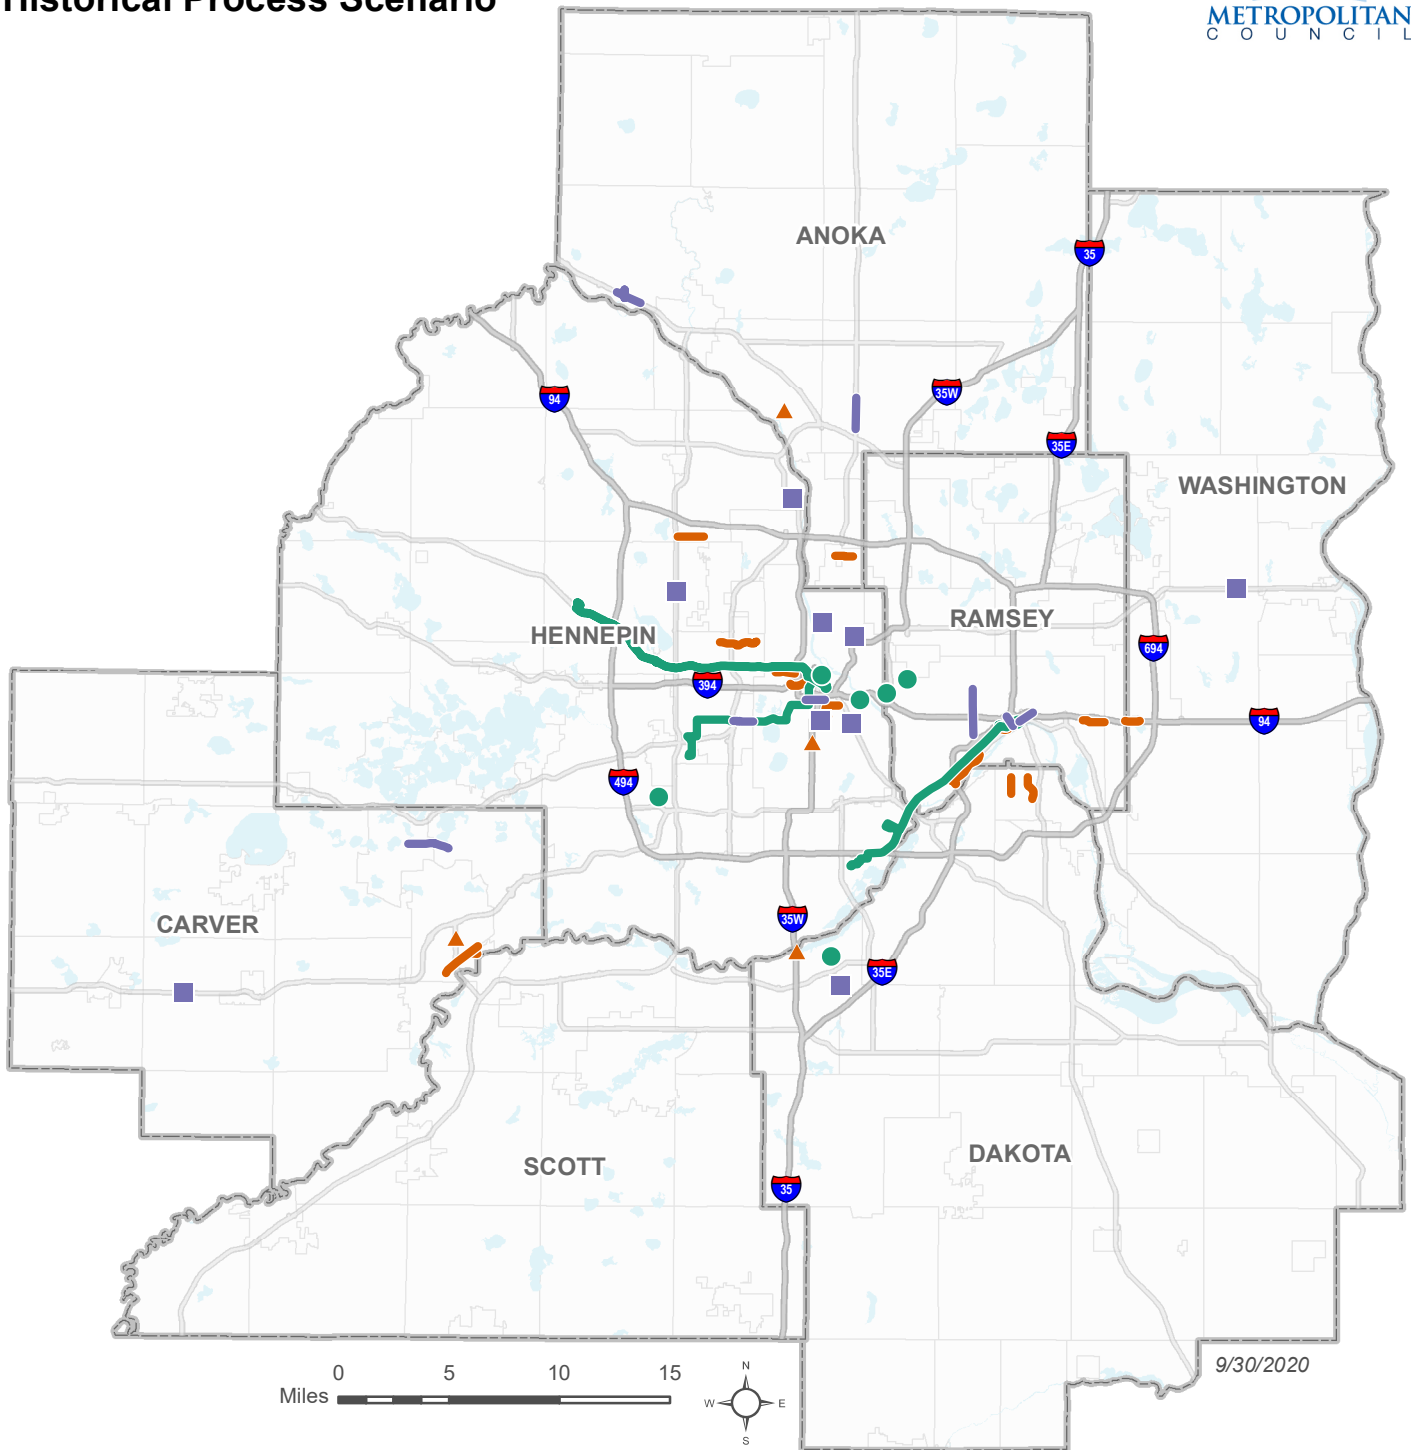 Historical Process Scenario
METROPOLITAN
COUNCIL
ANOKA
35
94
35W
35E
WASHINGTON
HENNEPIN
RAMSEY
694
394
94
494
CARVER
35W
35E
SCOTT
DAKOTA
35
0 5 10 15
Miles
N
W E
S
9/30/2020